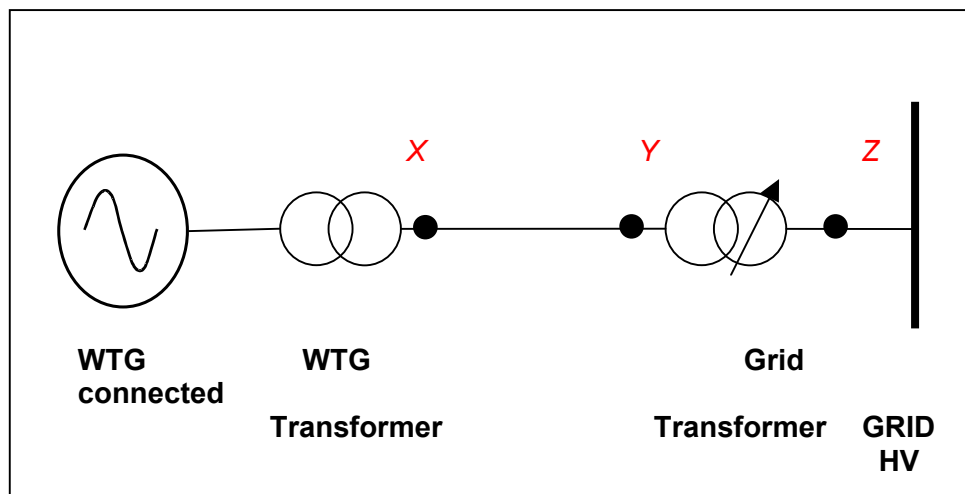 X Y Z
WTG WTG Grid
connected
Transformer Transformer GRID
HV